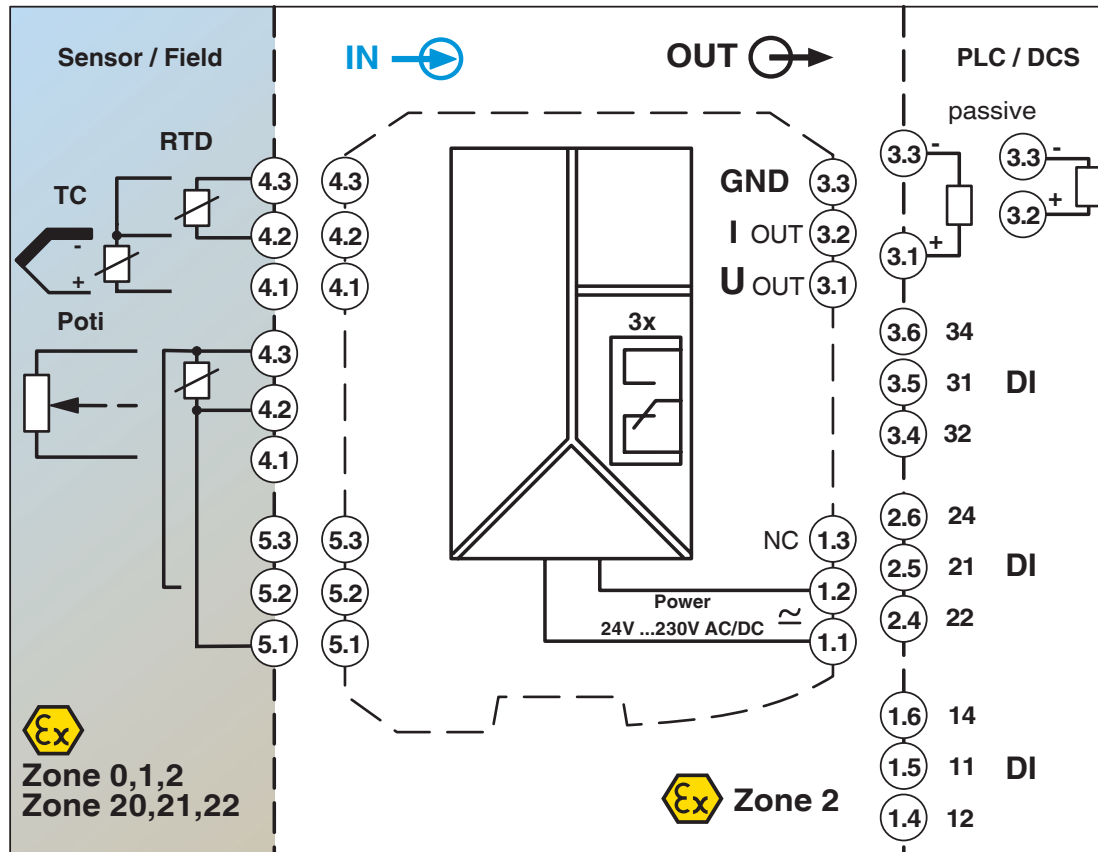 Sensor / Field
IN
OUT
PLC / DCS
passive
RTD
TC
-
+
4.3
4.2
4.1
4.3
4.2
4.1
GND 3.3
I OUT 3.2
U OUT 3.1
3.3 -
3.1 +
3.3 -
3.2 +
Poti
4.3
4.2
4.1
5.3
5.2
5.1
5.3
5.2
5.1
3x
NC 1.3
1.2
1.1
Power
24V ...230V AC/DC ≃
3.6 34
3.5 31 DI
3.4 32
2.6 24
2.5 21 DI
2.4 22
1.6 14
1.5 11 DI
1.4 12
Ex
Zone 0,1,2
Zone 20,21,22
Ex Zone 2